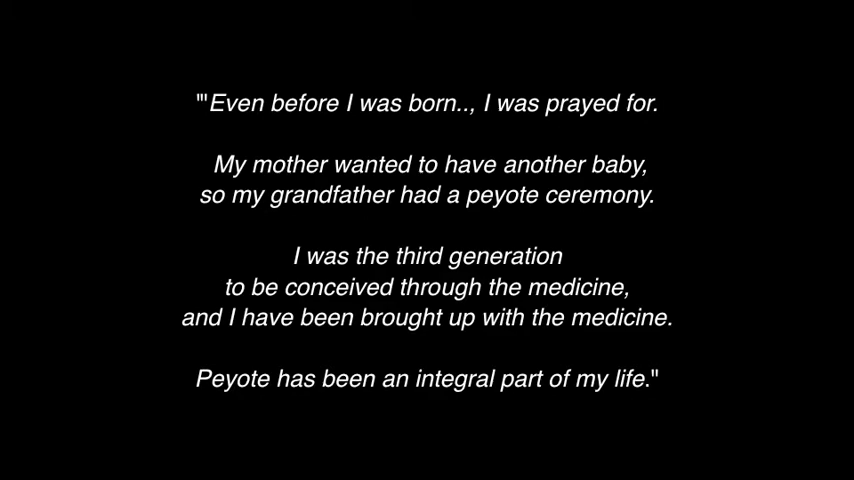 "'Even before I was born.., I was prayed for.
My mother wanted to have another baby,
so my grandfather had a peyote ceremony.
I was the third generation
to be conceived through the medicine,
and I have been brought up with the medicine.
Peyote has been an integral part of my life."